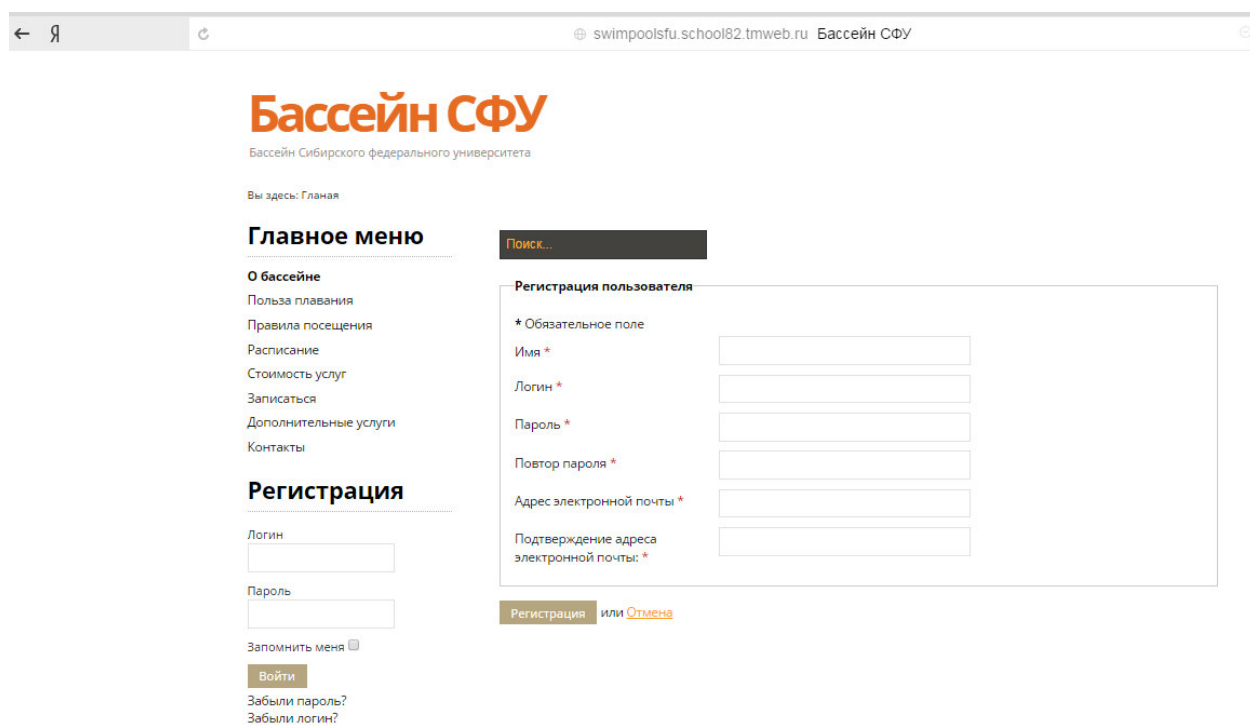 ← Я swimpoolsfu.school82.tmweb.ru Бассейн СФУ
Бассейн СФУ
Бассейн Сибирского федерального университета
Вы здесь: Гланая
Главное меню
О бассейне
Польза плавания
Правила посещения
Расписание
Стоимость услуг
Записаться
Дополнительные услуги
Контакты
Регистрация
Логин
Пароль
Запомнить меня
Войти
Забыли пароль?
Забыли логин?
Поиск...
Регистрация пользователя
* Обязательное поле
Имя *
Логин *
Пароль *
Повтор пароля *
Адрес электронной почты *
Подтверждение адреса
электронной почты: *
Регистрация или Отмена